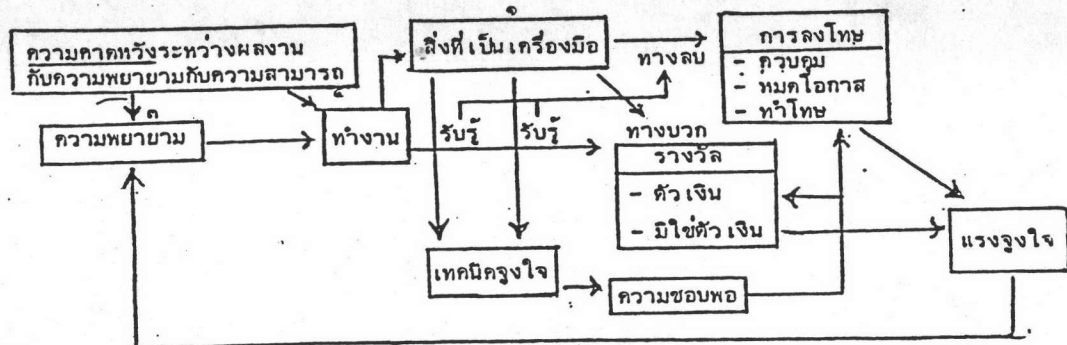 ๑
ความคาดหวังระหว่างผลงาน
กับความพยายามกับความสามารถ
สิ่งที่เป็นเครื่องมือ
ทางลบ
การลงโทษ
- ควบคุม
- หมดโอกาส
- ทำโทษ
๓
ความพยายาม
๔
ทำงาน
รับรู้
รับรู้
ทางบวก
รางวัล
- ตัวเงิน
- มิใช่ตัวเงิน
แรงจูงใจ
เทคนิคจูงใจ
ความชอบพอ